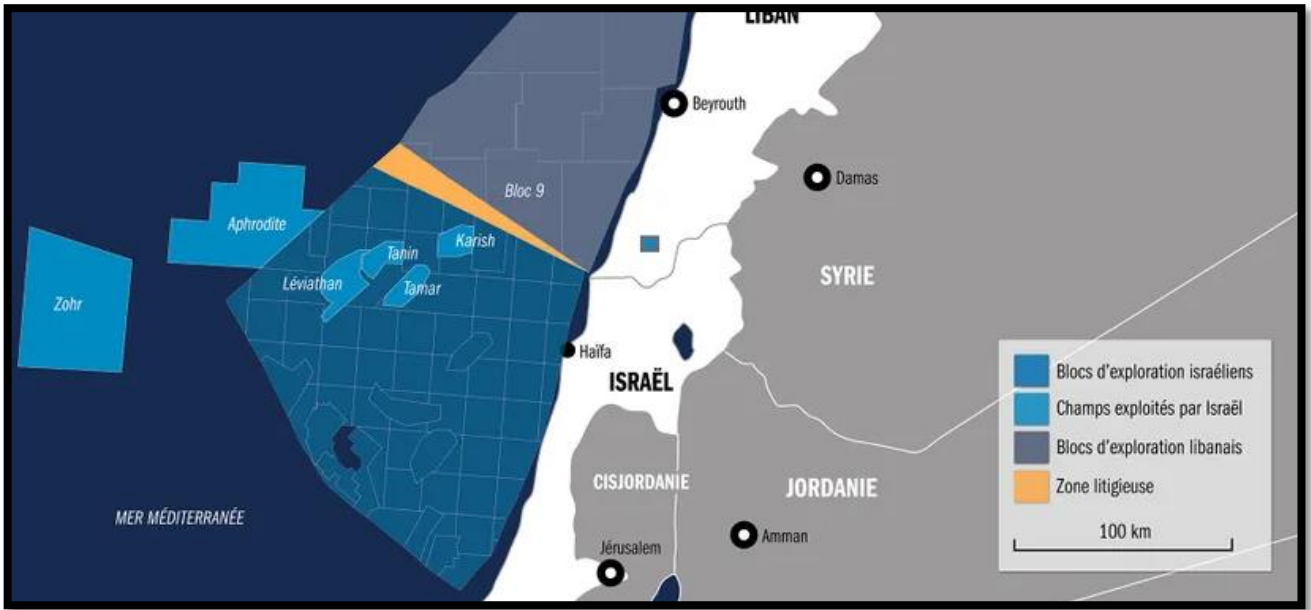 LIBAN
Beyrouth
Damas
Bloc 9
Aphrodite
Karish
Tanin
Léviathan
Tamar
Zohr
SYRIE
Haïfa
ISRAËL
Blocs d'exploration israéliens
Champs exploités par Israël
Blocs d'exploration libanais
Zone litigieuse
100 km
CISJORDANIE
JORDANIE
MER MÉDITERRANÉE
Amman
Jérusalem